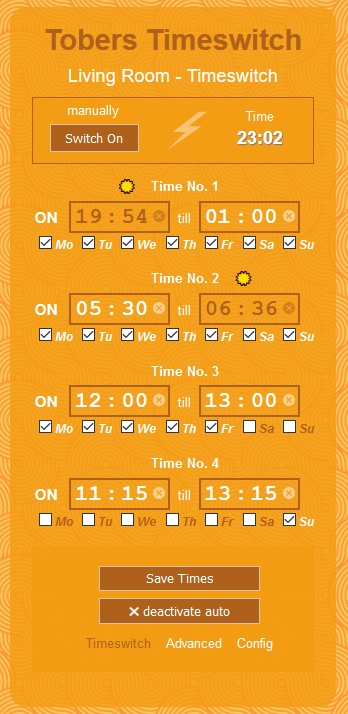 Tobers Timeswitch
Living Room - Timeswitch
manually
Switch On
Time
23:02
Time No. 1
ON 19:54 till 01:00
Mo Tu We Th Fr Sa Su
Time No. 2
ON 05:30 till 06:36
Mo Tu We Th Fr Sa Su
Time No. 3
ON 12:00 till 13:00
Mo Tu We Th Fr Sa Su
Time No. 4
ON 11:15 till 13:15
Mo Tu We Th Fr Sa Su
Save Times
✕ deactivate auto
Timeswitch Advanced Config